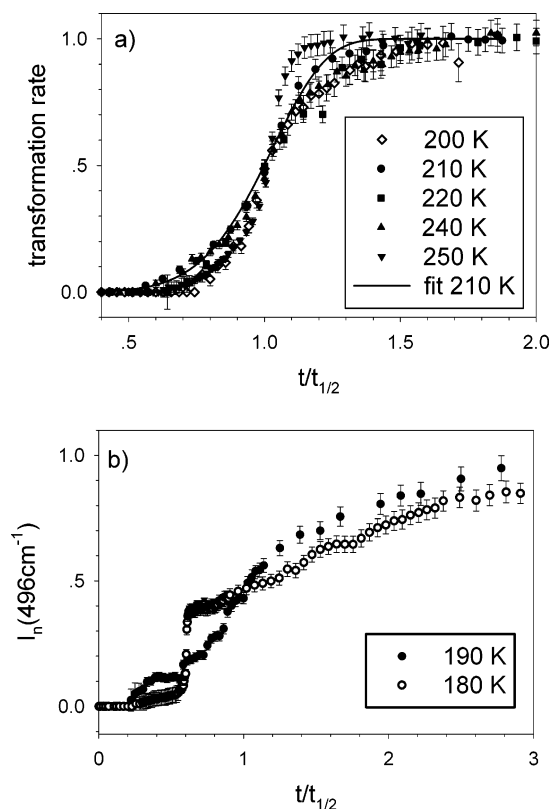 a)
transformation rate
1.0
.5
0.0
200 K
210 K
220 K
240 K
250 K
fit 210 K
.5 1.0 1.5 2.0
t/t1/2
b)
In(496cm-1)
1.0
.5
0.0
190 K
180 K
0 1 2 3
t/t1/2